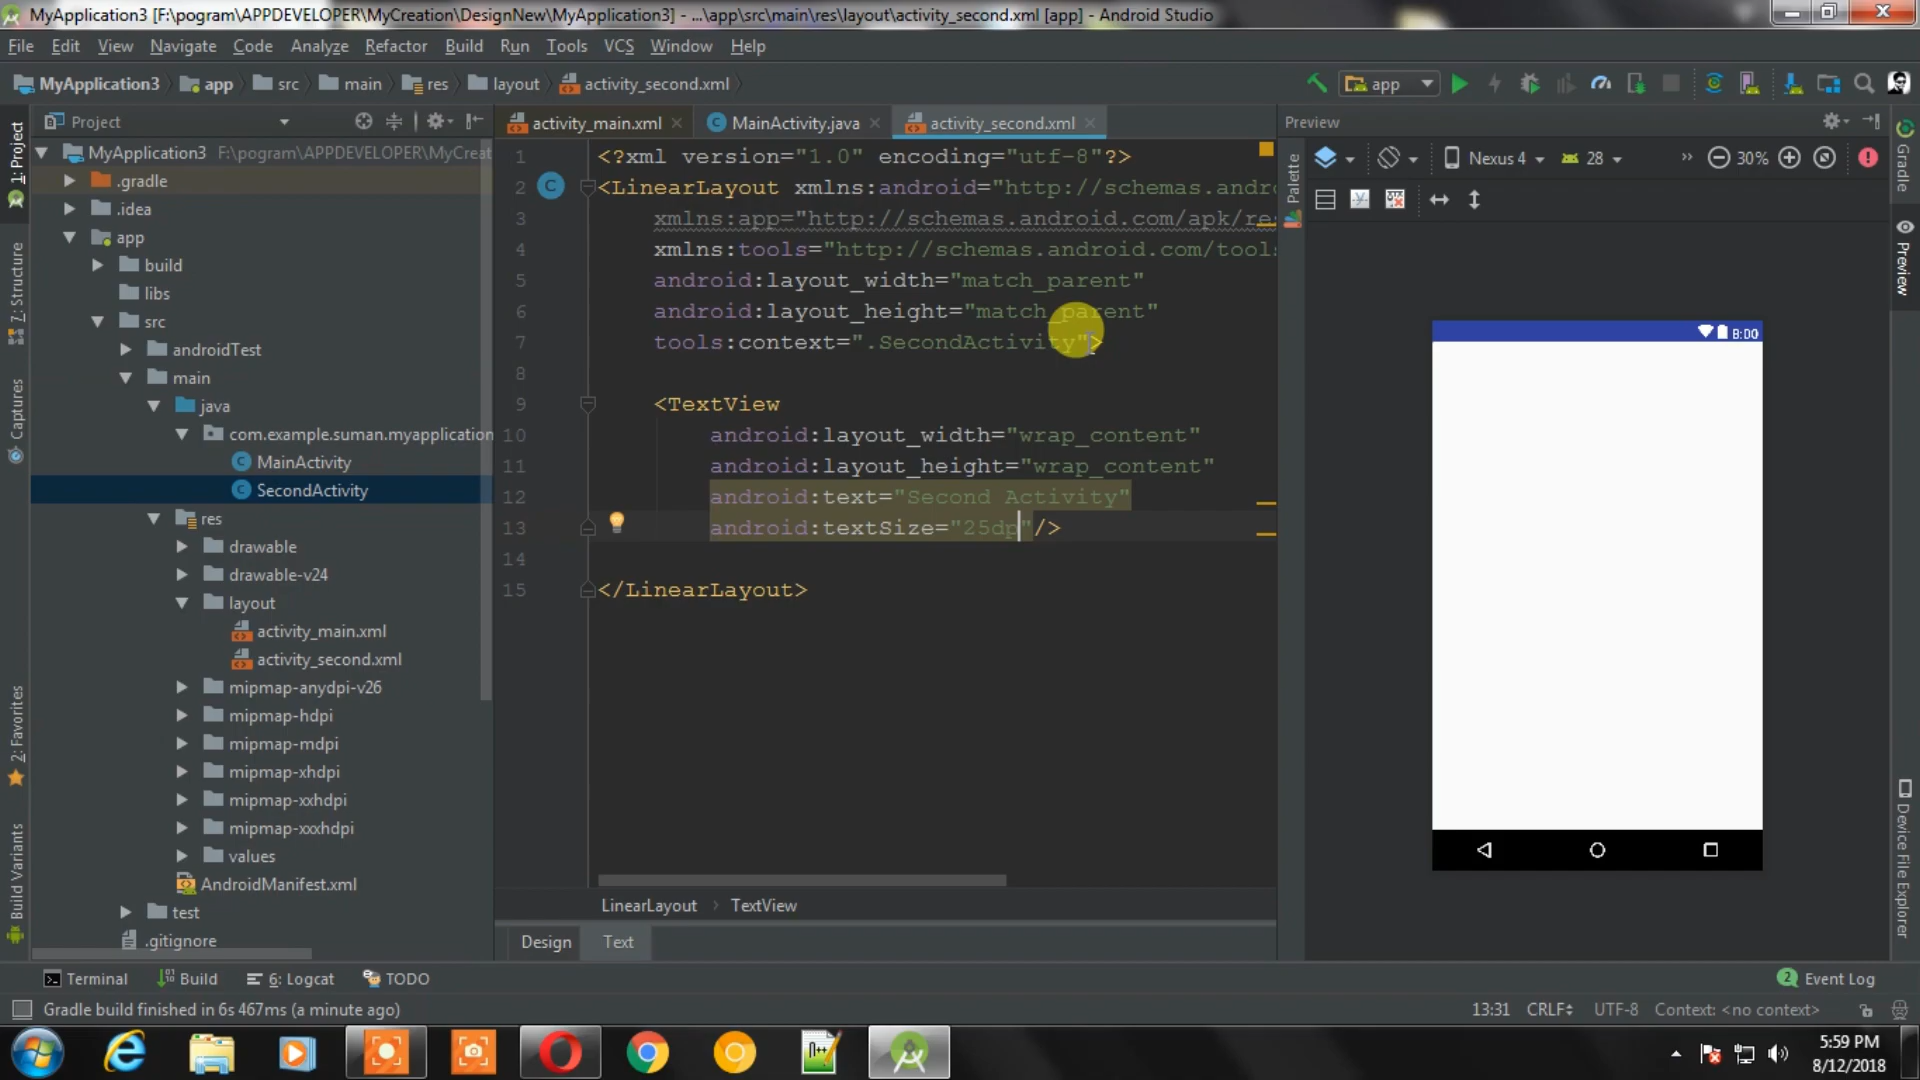 MyApplication3 [F:\pogram\APPDEVELOPER\MyCreation\DesignNew\MyApplication3] - ...\app\src\main\res\layout\activity_second.xml [app] - Android Studio
File Edit View Navigate Code Analyze Refactor Build Run Tools VCS Window Help
MyApplication3 app src main res layout activity_second.xml
app
1: Project
7: Structure
Captures
2: Favorites
Build Variants
Project
MyApplication3 F:\pogram\APPDEVELOPER\MyCreat
.gradle
.idea
app
build
libs
src
androidTest
main
java
com.example.suman.myapplication
MainActivity
SecondActivity
res
drawable
drawable-v24
layout
activity_main.xml
activity_second.xml
mipmap-anydpi-v26
mipmap-hdpi
mipmap-mdpi
mipmap-xhdpi
mipmap-xxhdpi
mipmap-xxxhdpi
values
AndroidManifest.xml
test
.gitignore
activity_main.xml MainActivity.java activity_second.xml
1 <?xml version="1.0" encoding="utf-8"?>
2 <LinearLayout xmlns:android="http://schemas.andr
3 xmlns:app="http://schemas.android.com/apk/re
4 xmlns:tools="http://schemas.android.com/tool
5 android:layout_width="match_parent"
6 android:layout_height="match_parent"
7 tools:context=".SecondActivity">
8
9 <TextView
10 android:layout_width="wrap_content"
11 android:layout_height="wrap_content"
12 android:text="Second Activity"
13 android:textSize="25dp"/>
14
15 </LinearLayout>
LinearLayout TextView
Design Text
Preview
Palette
Nexus 4 28 30%
8:00
Gradle
Preview
Device File Explorer
Terminal Build 6: Logcat TODO
2 Event Log
Gradle build finished in 6s 467ms (a minute ago)
13:31 CRLF UTF-8 Context: <no context>
N++
5:59 PM
8/12/2018